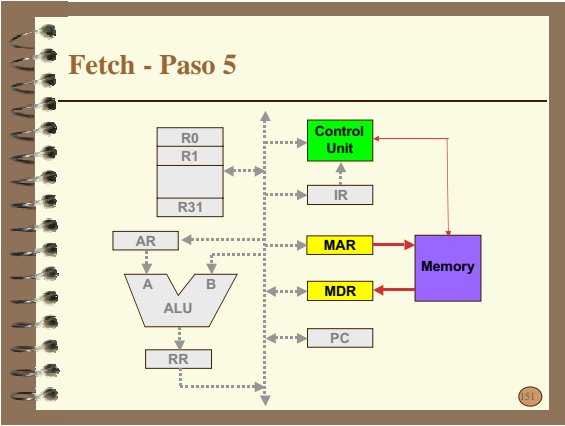 Fetch - Paso 5
R0
R1
R31
Control
Unit
IR
AR
MAR
Memory
A
B
ALU
MDR
RR
PC
151